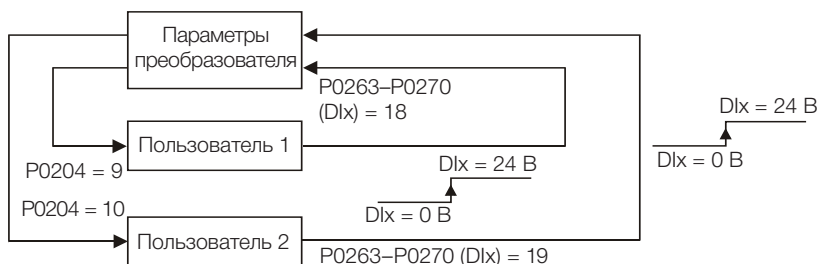 Параметры
преобразователя
P0263–P0270
(DIx) = 18
DIx = 24 В
DIx = 0 В
Пользователь 1
P0204 = 9
DIx = 24 В
DIx = 0 В
P0204 = 10
Пользователь 2
P0263–P0270 (DIx) = 19